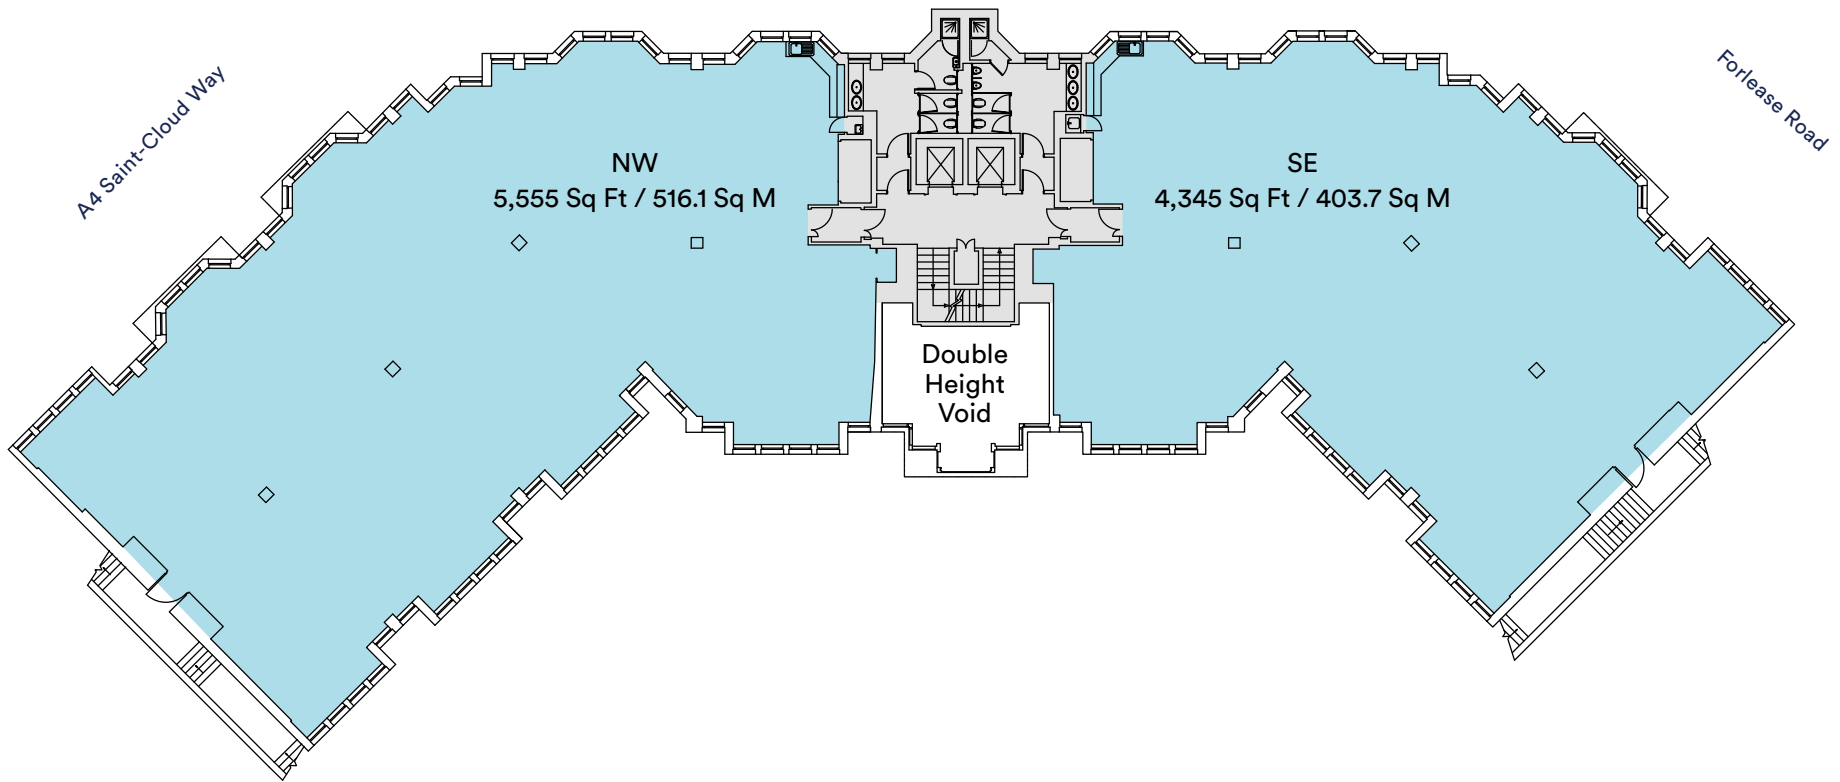 A4 Saint-Cloud Way
Forlease Road
NW
5,555 Sq Ft / 516.1 Sq M
SE
4,345 Sq Ft / 403.7 Sq M
Double
Height
Void